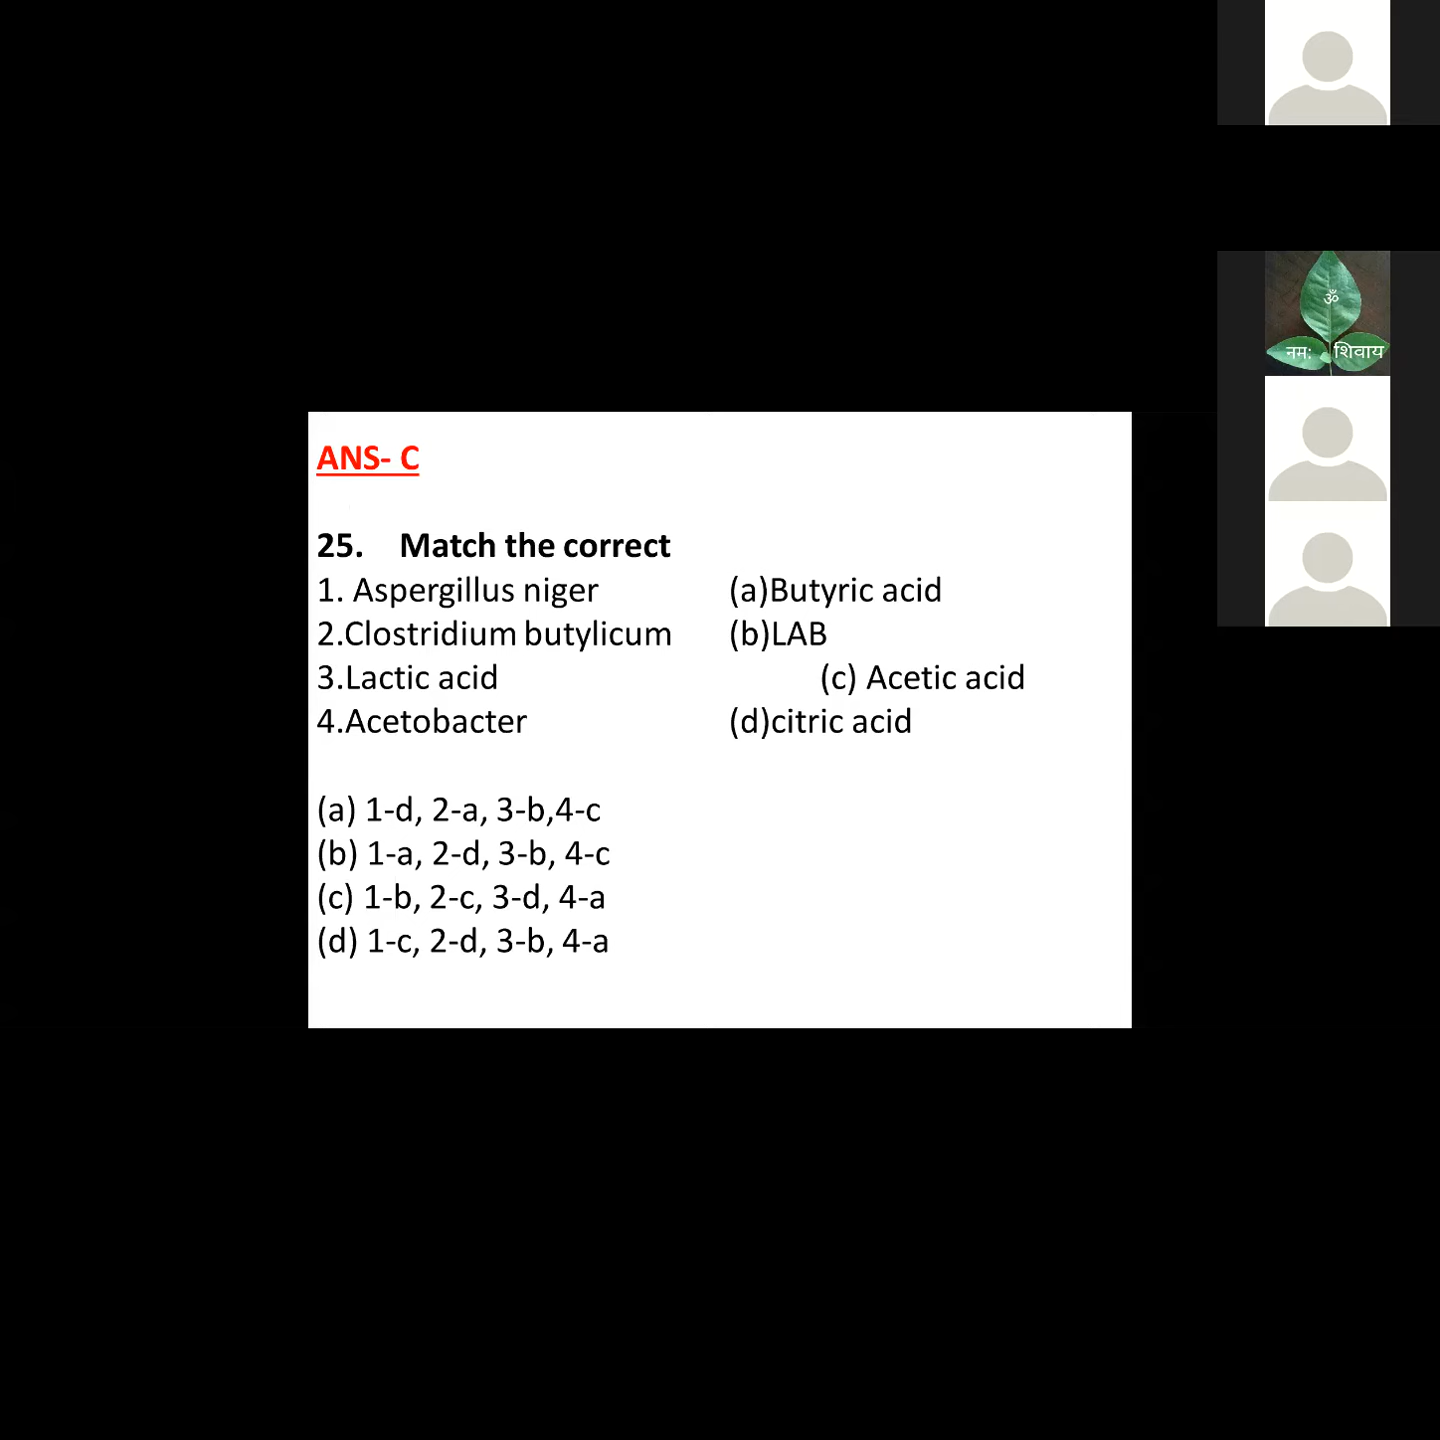 ANS- C
25. Match the correct
1. Aspergillus niger (a)Butyric acid
2.Clostridium butylicum (b)LAB
3.Lactic acid (c) Acetic acid
4.Acetobacter (d)citric acid
(a) 1-d, 2-a, 3-b,4-c
(b) 1-a, 2-d, 3-b, 4-c
(c) 1-b, 2-c, 3-d, 4-a
(d) 1-c, 2-d, 3-b, 4-a
ॐ
नम: शिवाय